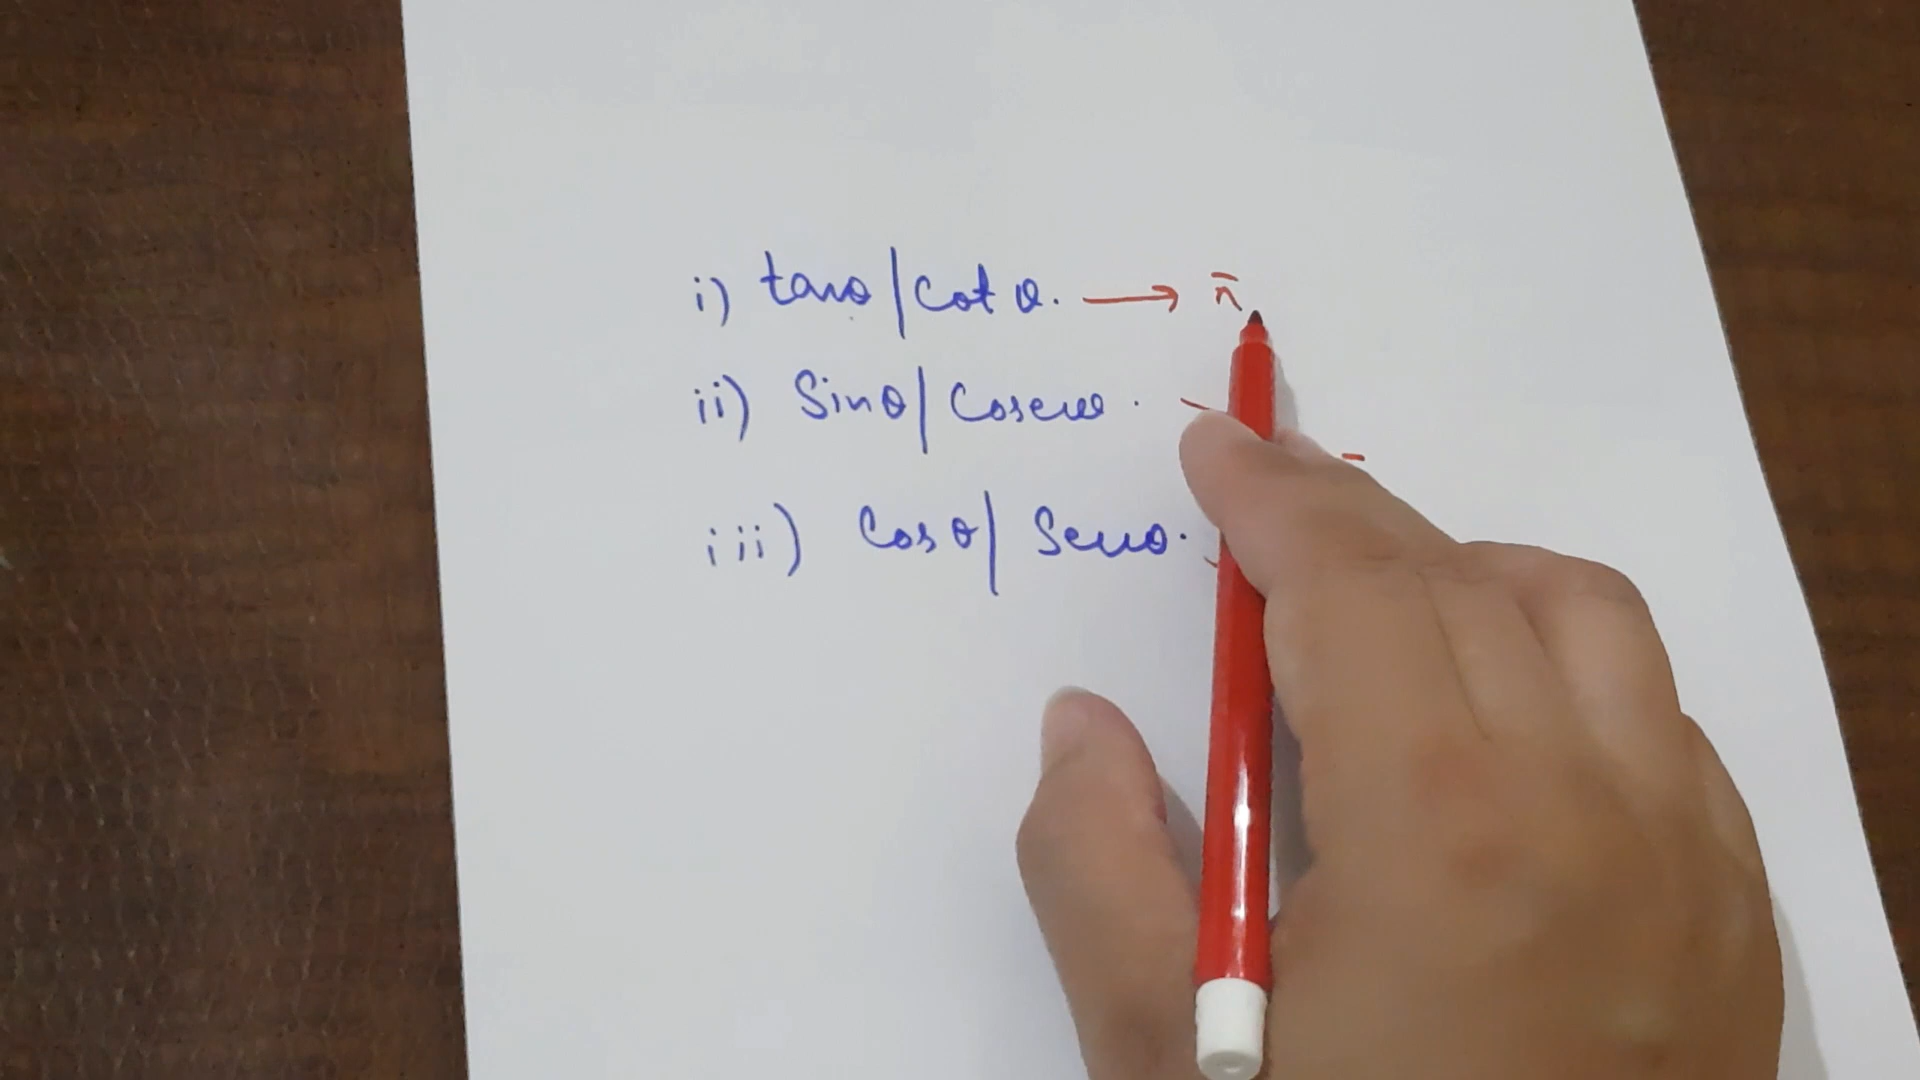 i) tanθ | cot θ. → π
ii) Sinθ | Cosecθ.
iii) Cosθ | Secθ.